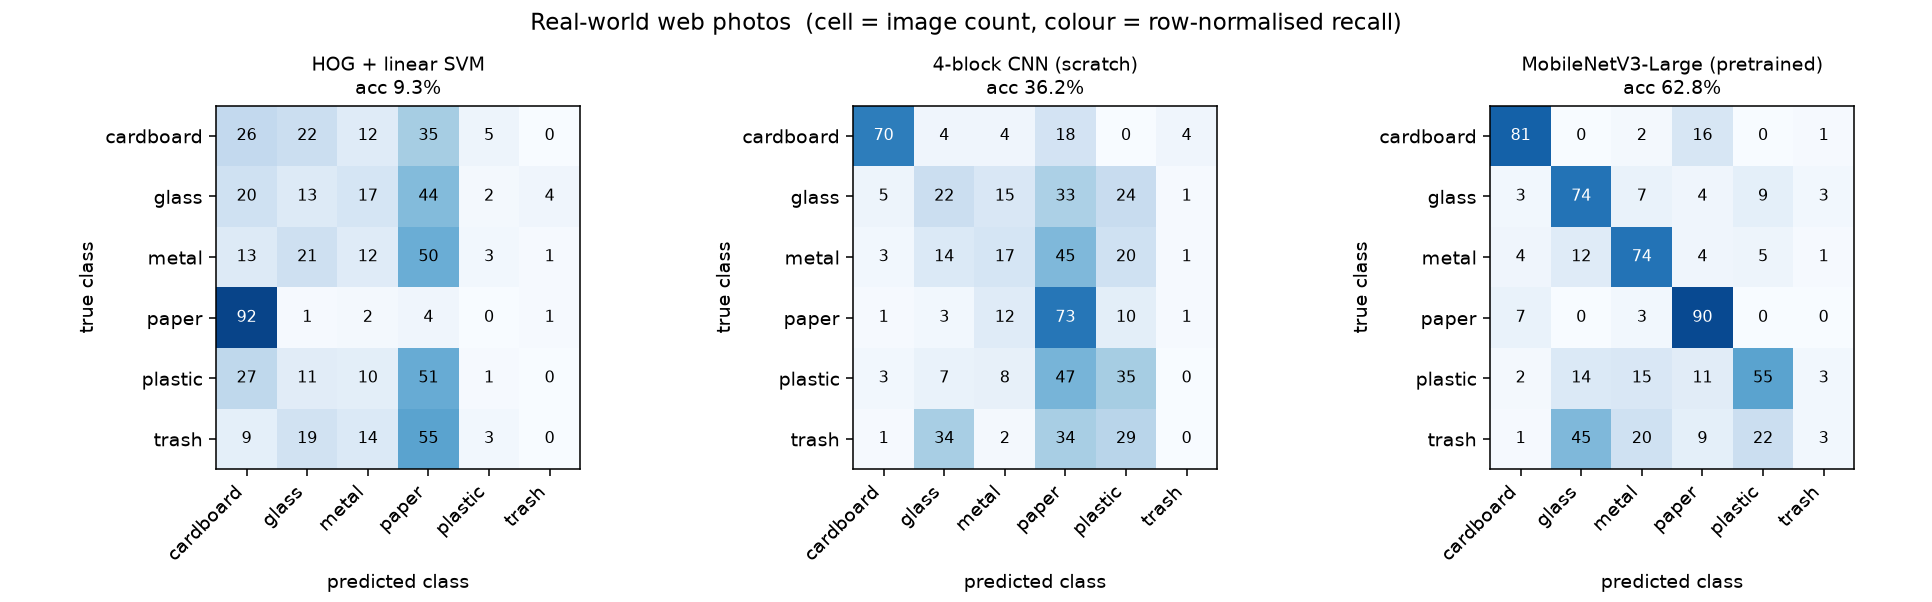 Real-world web photos  (cell = image count, colour = row-normalised recall)
HOG + linear SVM
acc 9.3%
cardboard 26 22 12 35 5 0
glass 20 13 17 44 2 4
metal 13 21 12 50 3 1
paper 92 1 2 4 0 1
plastic 27 11 10 51 1 0
trash 9 19 14 55 3 0
true class
cardboard glass metal paper plastic trash
predicted class
4-block CNN (scratch)
acc 36.2%
cardboard 70 4 4 18 0 4
glass 5 22 15 33 24 1
metal 3 14 17 45 20 1
paper 1 3 12 73 10 1
plastic 3 7 8 47 35 0
trash 1 34 2 34 29 0
true class
cardboard glass metal paper plastic trash
predicted class
MobileNetV3-Large (pretrained)
acc 62.8%
cardboard 81 0 2 16 0 1
glass 3 74 7 4 9 3
metal 4 12 74 4 5 1
paper 7 0 3 90 0 0
plastic 2 14 15 11 55 3
trash 1 45 20 9 22 3
true class
cardboard glass metal paper plastic trash
predicted class